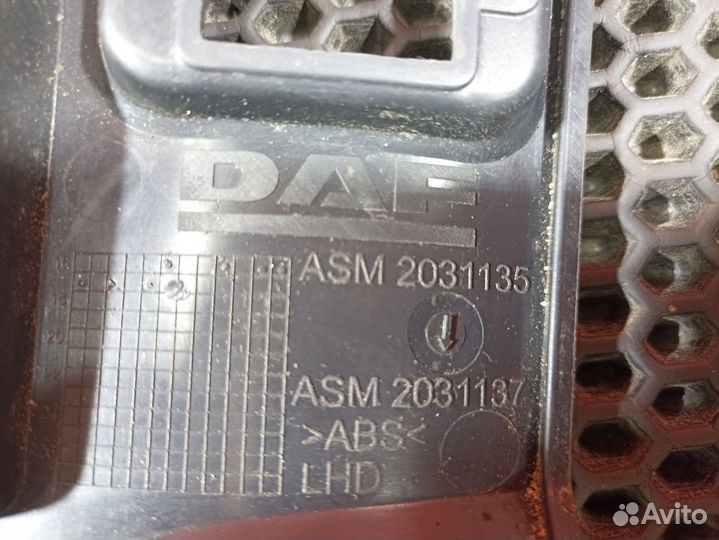 DAF
ASM 2031135
ASM 2031137
>ABS<
LHD
Avito